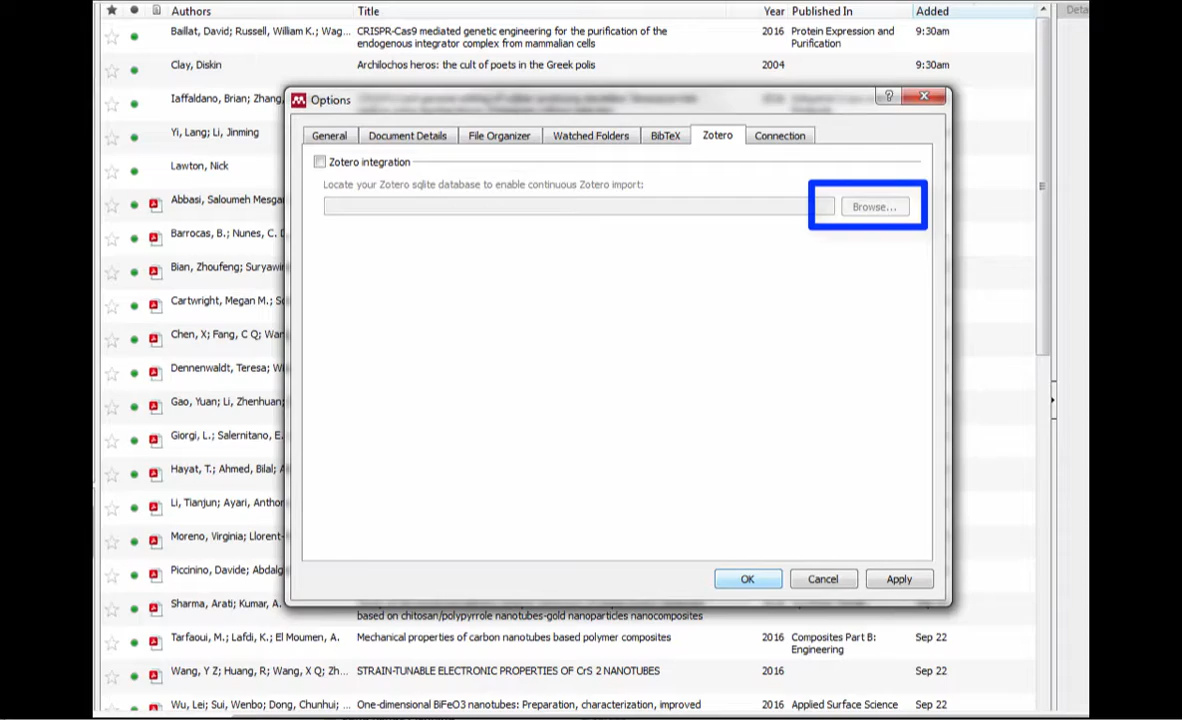 Authors Title Year Published In Added Deta
Ballat, David; Russell, William K.; Wag... CRISPR-Cas9 mediated genetic engineering for the purification of the 2016 Protein Expression and 9:30am
endogenous integrator complex from mammalian cells Purification
Clay, Diskin Archilochos heros: the cult of poets in the Greek polis 2004 9:30am
Iaffaldano, Brian; Zhang,
Yi, Lang; Li, Jinming
Lawton, Nick
Abbasi, Saloumeh Mesga
Barrocas, B.; Nunes, C.
Bian, Zhoufeng; Suryawir
Cartwright, Megan M.;
Chen, X; Fang, C Q; War
Dennenwaldt, Teresa; W
Gao, Yuan; Li, Zhenhuan;
Giorgi, L.; Salernitano, E.
Hayat, T.; Ahmed, Bilal; A
Li, Tianjun; Ayari, Anthor
Moreno, Virginia; Llorent-
Piccinino, Davide; Abdalg
Sharma, Arati; Kumar, A.
based on chitosan/polypyrrole nanotubes-gold nanoparticles nanocomposites
Tarfaoui, M.; Lafdi, K.; El Moumen, A. Mechanical properties of carbon nanotubes based polymer composites 2016 Composites Part B: Sep 22
Engineering
Wang, Y Z; Huang, R; Wang, X Q; Zh... STRAIN-TUNABLE ELECTRONIC PROPERTIES OF CrS 2 NANOTUBES 2016 Sep 22
Wu, Lei; Sui, Wenbo; Dong, Chunhui; ... One-dimensional BiFeO3 nanotubes: Preparation, characterization, improved 2016 Applied Surface Science Sep 22
Options
?
General Document Details File Organizer Watched Folders BibTeX Zotero Connection
Zotero integration
Locate your Zotero sqlite database to enable continuous Zotero import:
Browse...
OK Cancel Apply